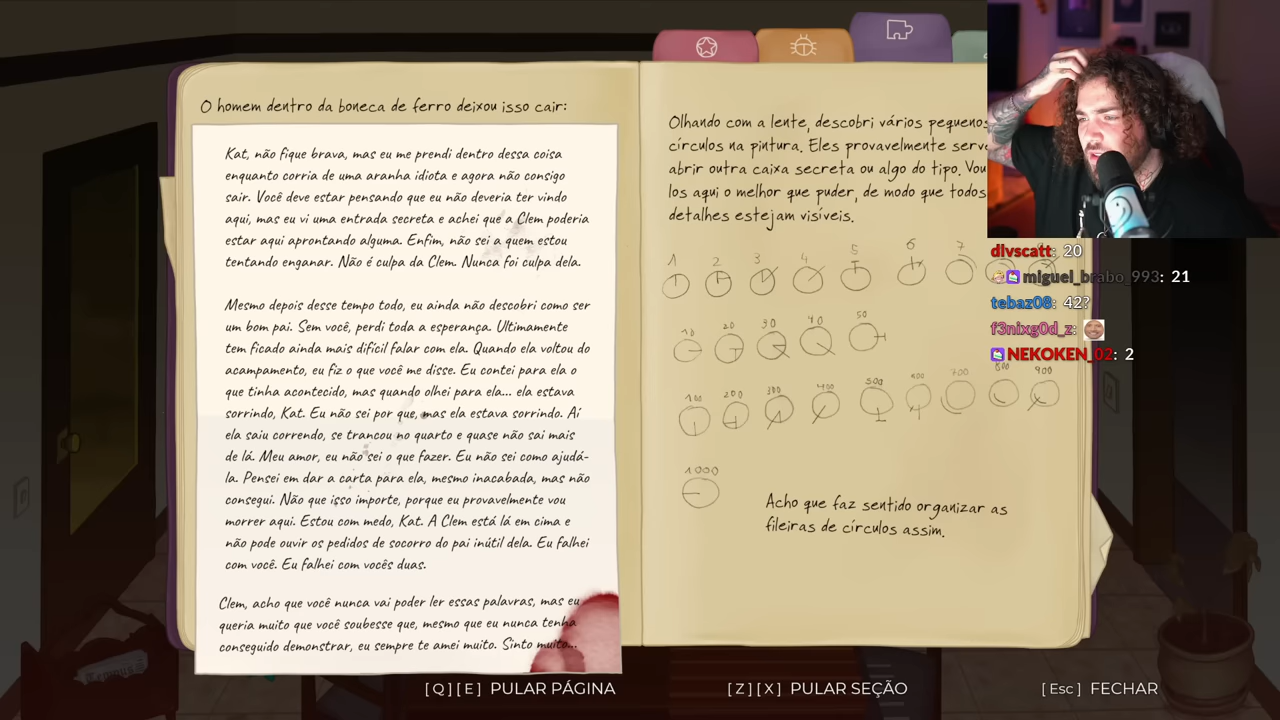 O homem dentro da boneca de ferro deixou isso cair:
Kat, não fique brava, mas eu me prendi dentro dessa coisa
enquanto corria de uma aranha idiota e agora não consigo
sair. Você deve estar pensando que eu não deveria ter vindo
aqui, mas eu vi uma entrada secreta e achei que a Clem poderia
estar aqui aprontando alguma. Enfim, não sei a quem estou
tentando enganar. Não é culpa da Clem. Nunca foi culpa dela.
Mesmo depois desse tempo todo, eu ainda não descobri como ser
um bom pai. Sem você, perdi toda a esperança. Ultimamente
tem ficado ainda mais difícil falar com ela. Quando ela voltou do
acampamento, eu fiz o que você me disse. Eu contei para ela o
que tinha acontecido, mas quando olhei para ela... ela estava
sorrindo, Kat. Eu não sei por que, mas ela estava sorrindo. Aí
ela saiu correndo, se trancou no quarto e quase não sai mais
de lá. Meu amor, eu não sei o que fazer. Eu não sei como ajudá-
la. Pensei em dar a carta para ela, mesmo inacabada, mas não
consegui. Não que isso importe, porque eu provavelmente vou
morrer aqui. Estou com medo, Kat. A Clem está lá em cima e
não pode ouvir os pedidos de socorro do pai inútil dela. Eu falhei
com você. Eu falhei com vocês duas.
Clem, acho que você nunca vai poder ler essas palavras, mas eu
queria muito que você soubesse que, mesmo que eu nunca tenha
conseguido demonstrar, eu sempre te amei muito. Sinto muito...
Olhando com a lente, descobri vários pequenos
círculos na pintura. Eles provavelmente serve
abrir outra caixa secreta ou algo do tipo. Vou
los aqui o melhor que puder, de modo que todos
detalhes estejam visíveis.
1 2 3 4 5 6 7
10 20 30 40 50
100 200 300 400 500 600 700 800 900
1000
Acho que faz sentido organizar as
fileiras de círculos assim.
divscatt: 20
miguel_brabo_993: 21
tebaz08: 42?
f3nixg0d_z:
NEKOKEN_02: 2
[Q][E] PULAR PÁGINA
[Z][X] PULAR SEÇÃO
[Esc] FECHAR